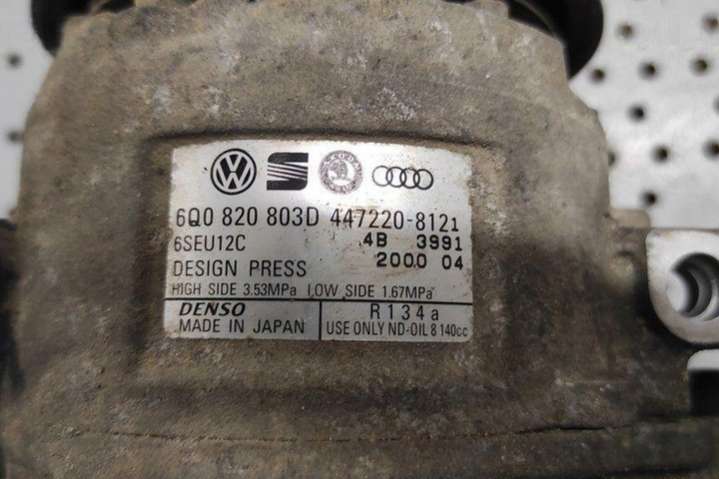 6Q0 820 803D 447220-8121
6SEU12C 4B 3991
DESIGN PRESS 2000 04
HIGH SIDE 3.53MPa LOW SIDE 1.67MPa
DENSO R134a
MADE IN JAPAN USE ONLY ND-OIL 8 140cc